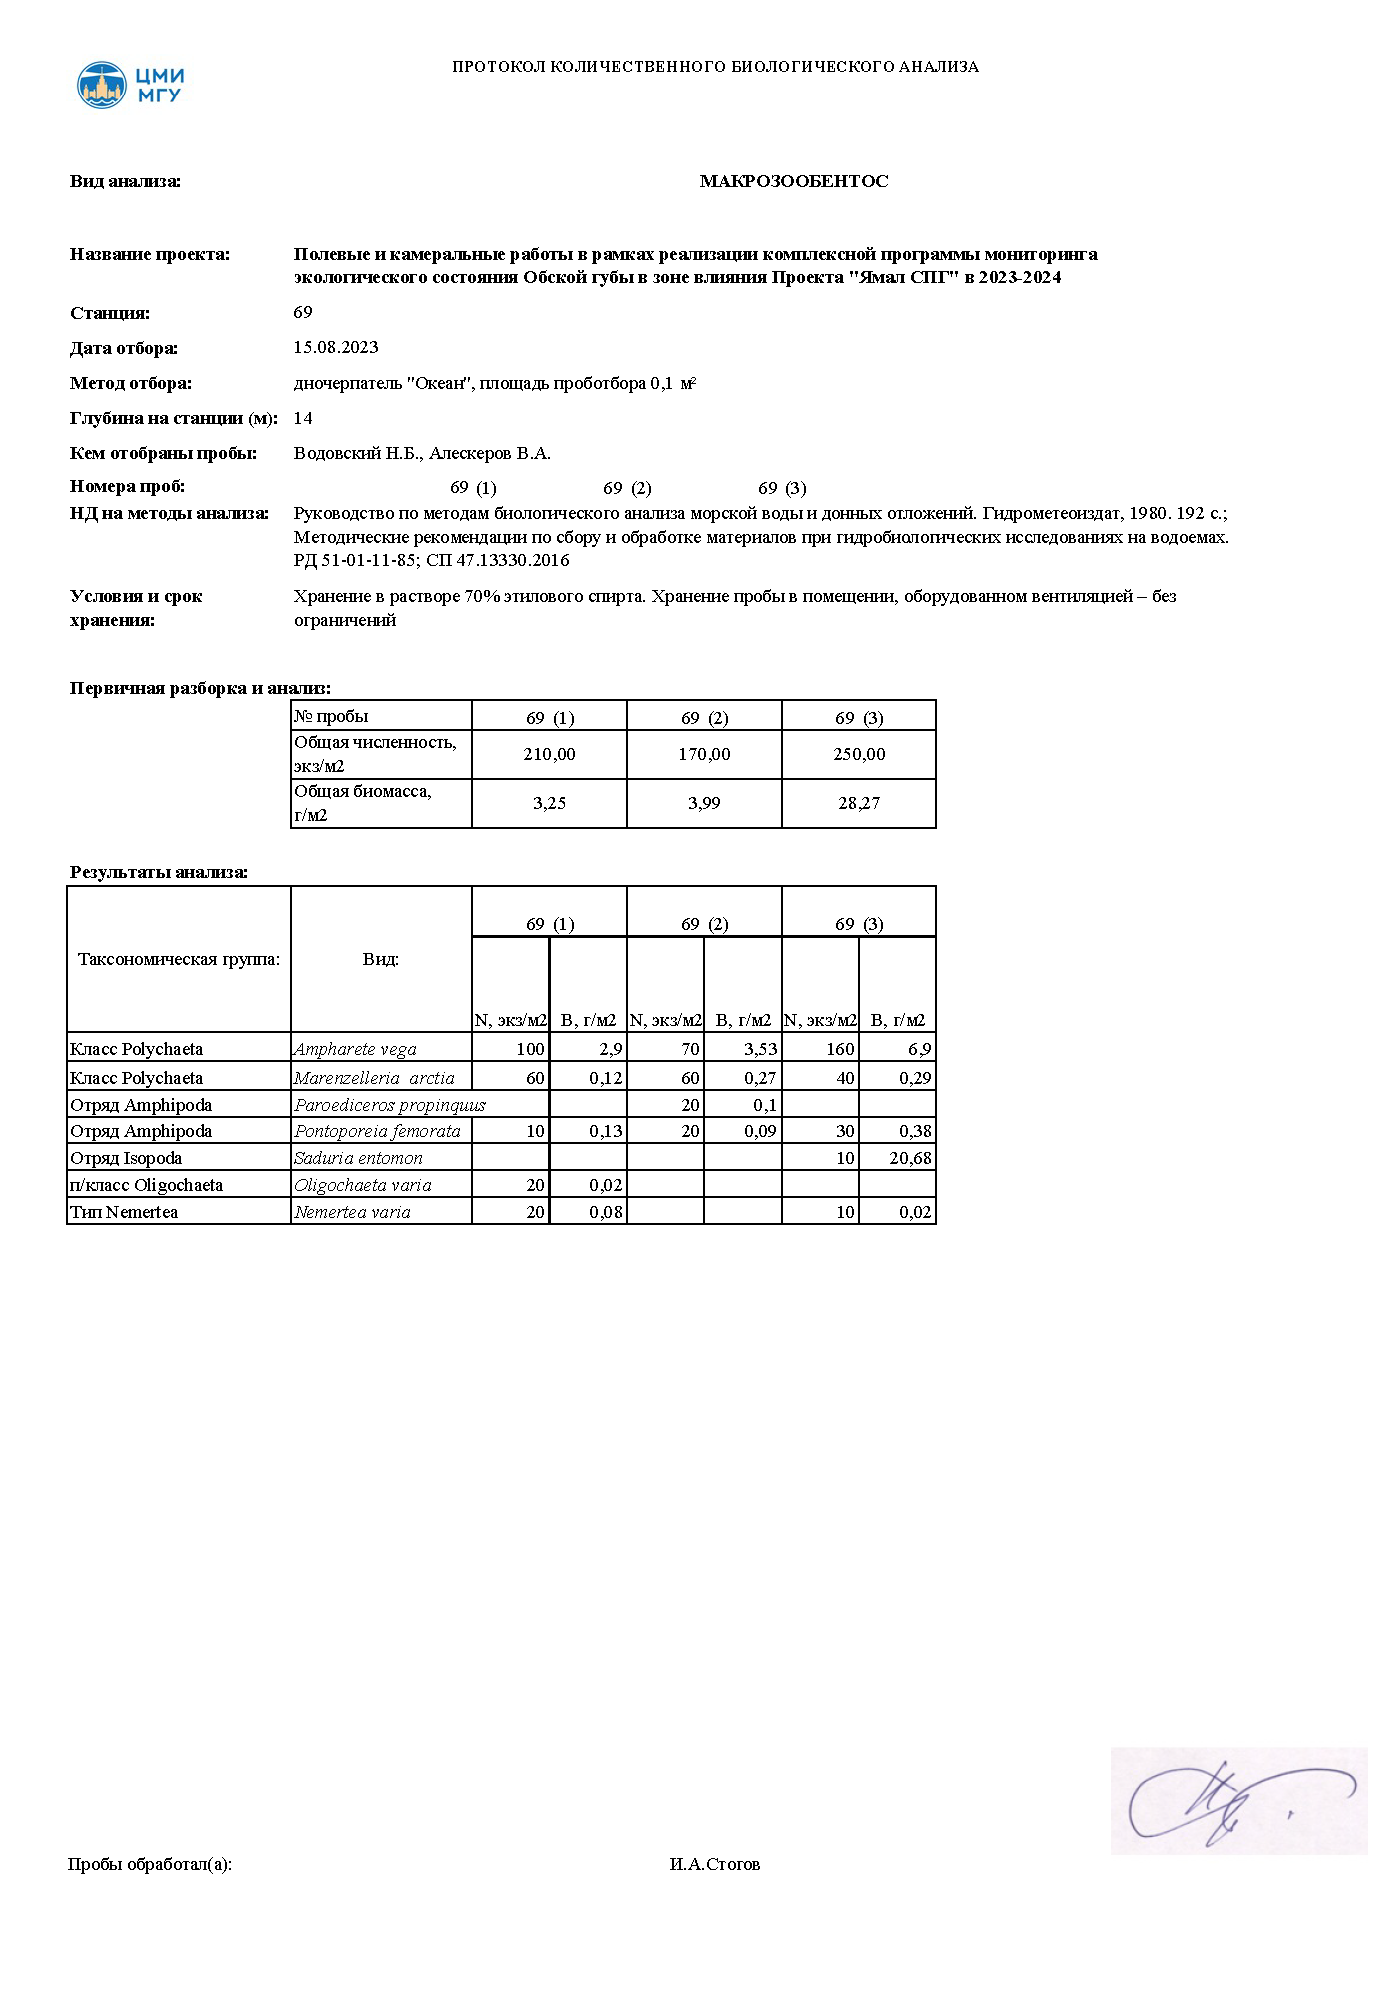 ЦМИ
МГУ
ПРОТОКОЛ КОЛИЧЕСТВЕННОГО БИОЛОГИЧЕСКОГО АНАЛИЗА
Вид анализа: МАКРОЗООБЕНТОС
Название проекта: Полевые и камеральные работы в рамках реализации комплексной программы мониторинга
экологического состояния Обской губы в зоне влияния Проекта "Ямал СПГ" в 2023-2024
Станция: 69
Дата отбора: 15.08.2023
Метод отбора: дночерпатель "Океан", площадь проботбора 0,1 м²
Глубина на станции (м): 14
Кем отобраны пробы: Водовский Н.Б., Алескеров В.А.
Номера проб: 69 (1) 69 (2) 69 (3)
НД на методы анализа: Руководство по методам биологического анализа морской воды и донных отложений. Гидрометеоиздат, 1980. 192 с.;
Методические рекомендации по сбору и обработке материалов при гидробиологических исследованиях на водоемах.
РД 51-01-11-85; СП 47.13330.2016
Условия и срок Хранение в растворе 70% этилового спирта. Хранение пробы в помещении, оборудованном вентиляцией – без
хранения: ограничений
Первичная разборка и анализ:
№ пробы 69 (1) 69 (2) 69 (3)
Общая численность,
экз/м2 210,00 170,00 250,00
Общая биомасса,
г/м2 3,25 3,99 28,27
Результаты анализа:
69 (1) 69 (2) 69 (3)
Таксономическая группа: Вид:
N, экз/м2 В, г/м2 N, экз/м2 В, г/м2 N, экз/м2 В, г/м2
Класс Polychaeta Ampharete vega 100 2,9 70 3,53 160 6,9
Класс Polychaeta Marenzelleria arctia 60 0,12 60 0,27 40 0,29
Отряд Amphipoda Paroediceros propinquus 20 0,1
Отряд Amphipoda Pontoporeia femorata 10 0,13 20 0,09 30 0,38
Отряд Isopoda Saduria entomon 10 20,68
п/класс Oligochaeta Oligochaeta varia 20 0,02
Тип Nemertea Nemertea varia 20 0,08 10 0,02
Пробы обработал(а): И.А.Стогов